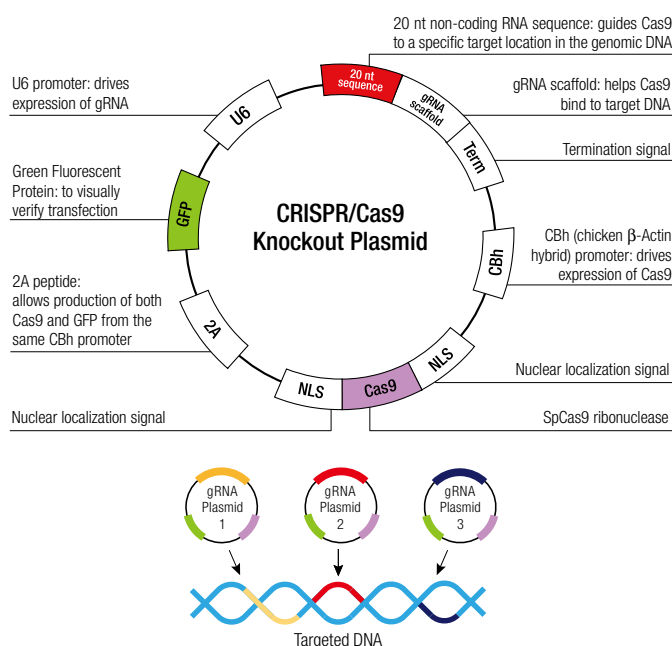 20 nt non-coding RNA sequence: guides Cas9
to a specific target location in the genomic DNA
U6 promoter: drives
expression of gRNA
20 nt
sequence
gRNA
scaffold
gRNA scaffold: helps Cas9
bind to target DNA
U6
Term
Termination signal
Green Fluorescent
Protein: to visually
verify transfection
GFP
CRISPR/Cas9
Knockout Plasmid
CBh
CBh (chicken β-Actin
hybrid) promoter: drives
expression of Cas9
2A peptide:
allows production of both
Cas9 and GFP from the
same CBh promoter
2A
NLS
Cas9
NLS
Nuclear localization signal
Nuclear localization signal
SpCas9 ribonuclease
gRNA
Plasmid
1
gRNA
Plasmid
2
gRNA
Plasmid
3
Targeted DNA